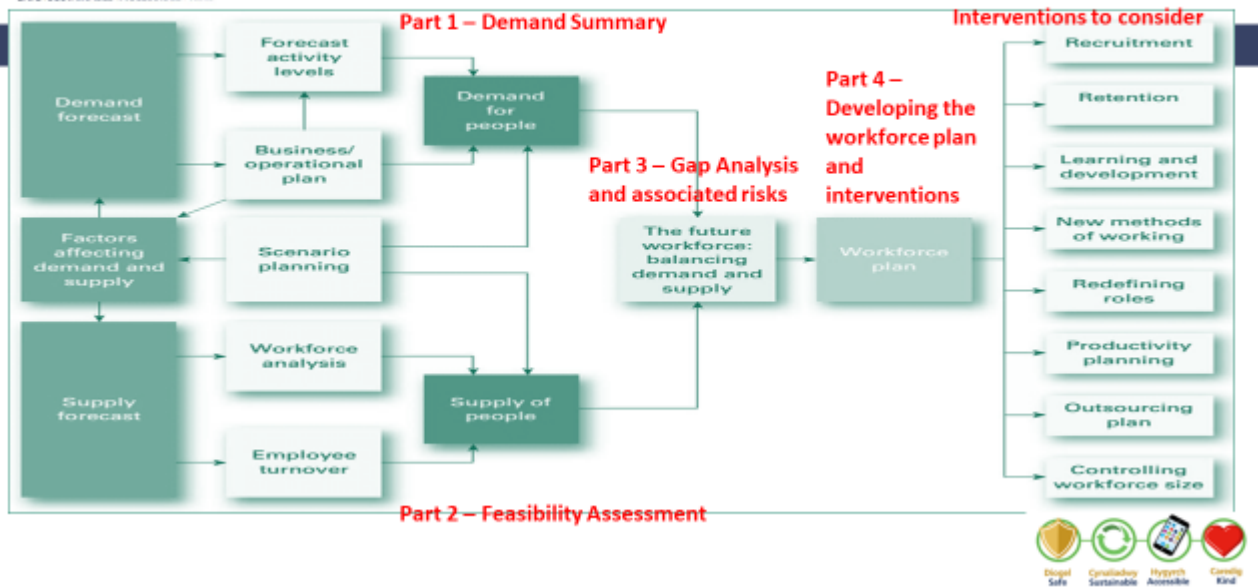 Part 1 – Demand Summary
Interventions to consider
Demand
forecast
Forecast
activity
levels
Business/
operational
plan
Demand
for
people
Factors
affecting
demand and
supply
Scenario
planning
Supply
forecast
Workforce
analysis
Employee
turnover
Supply of
people
Part 2 – Feasibility Assessment
Part 3 – Gap Analysis
and associated risks
The future
workforce:
balancing
demand and
supply
Part 4 –
Developing the
workforce plan
and
interventions
Workforce
plan
Recruitment
Retention
Learning and
development
New methods
of working
Redefining
roles
Productivity
planning
Outsourcing
plan
Controlling
workforce size
Diogel
Safe
Cynaliadwy
Sustainable
Hygyrch
Accessible
Caredig
Kind